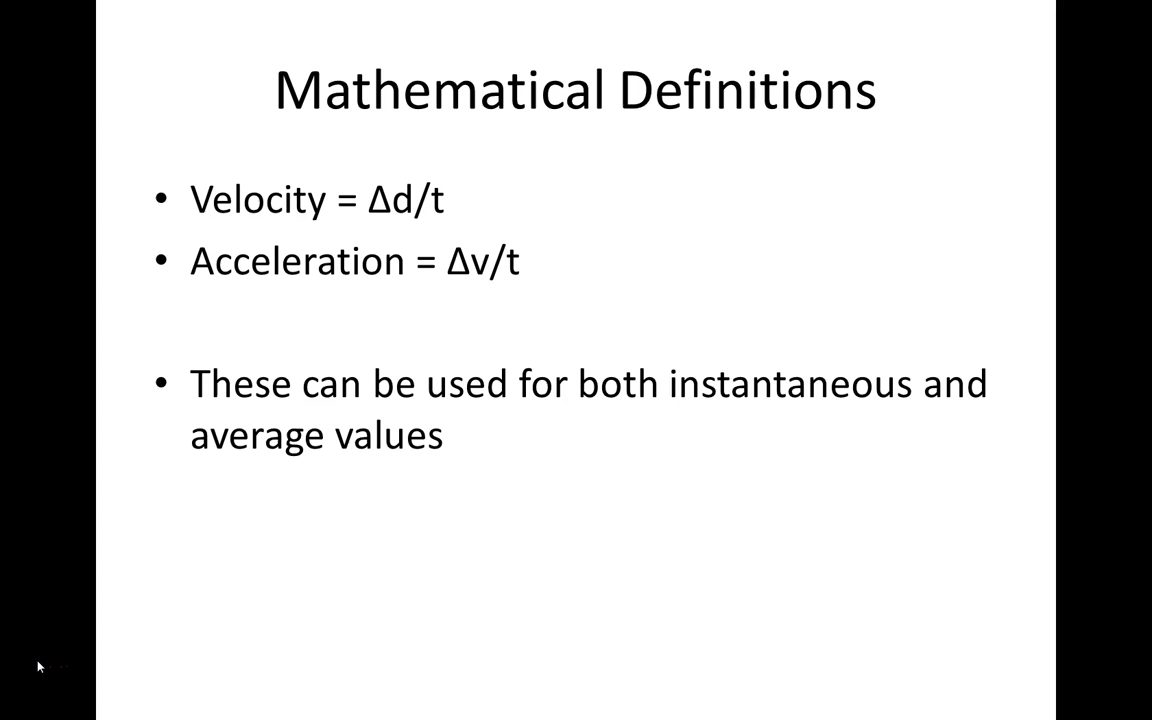 Mathematical Definitions
• Velocity = Δd/t
• Acceleration = Δv/t
• These can be used for both instantaneous and
average values